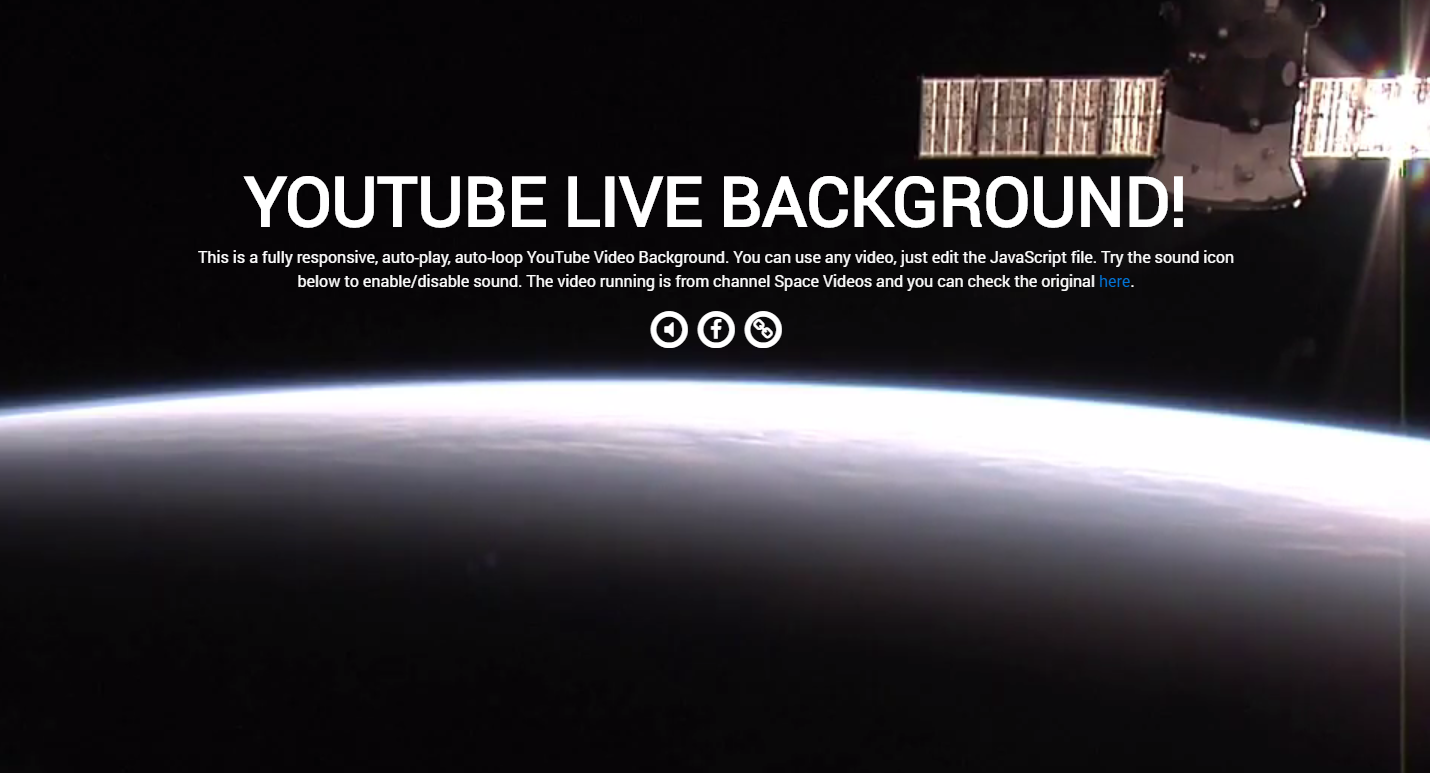 YOUTUBE LIVE BACKGROUND!
This is a fully responsive, auto-play, auto-loop YouTube Video Background. You can use any video, just edit the JavaScript file. Try the sound icon
below to enable/disable sound. The video running is from channel Space Videos and you can check the original here.